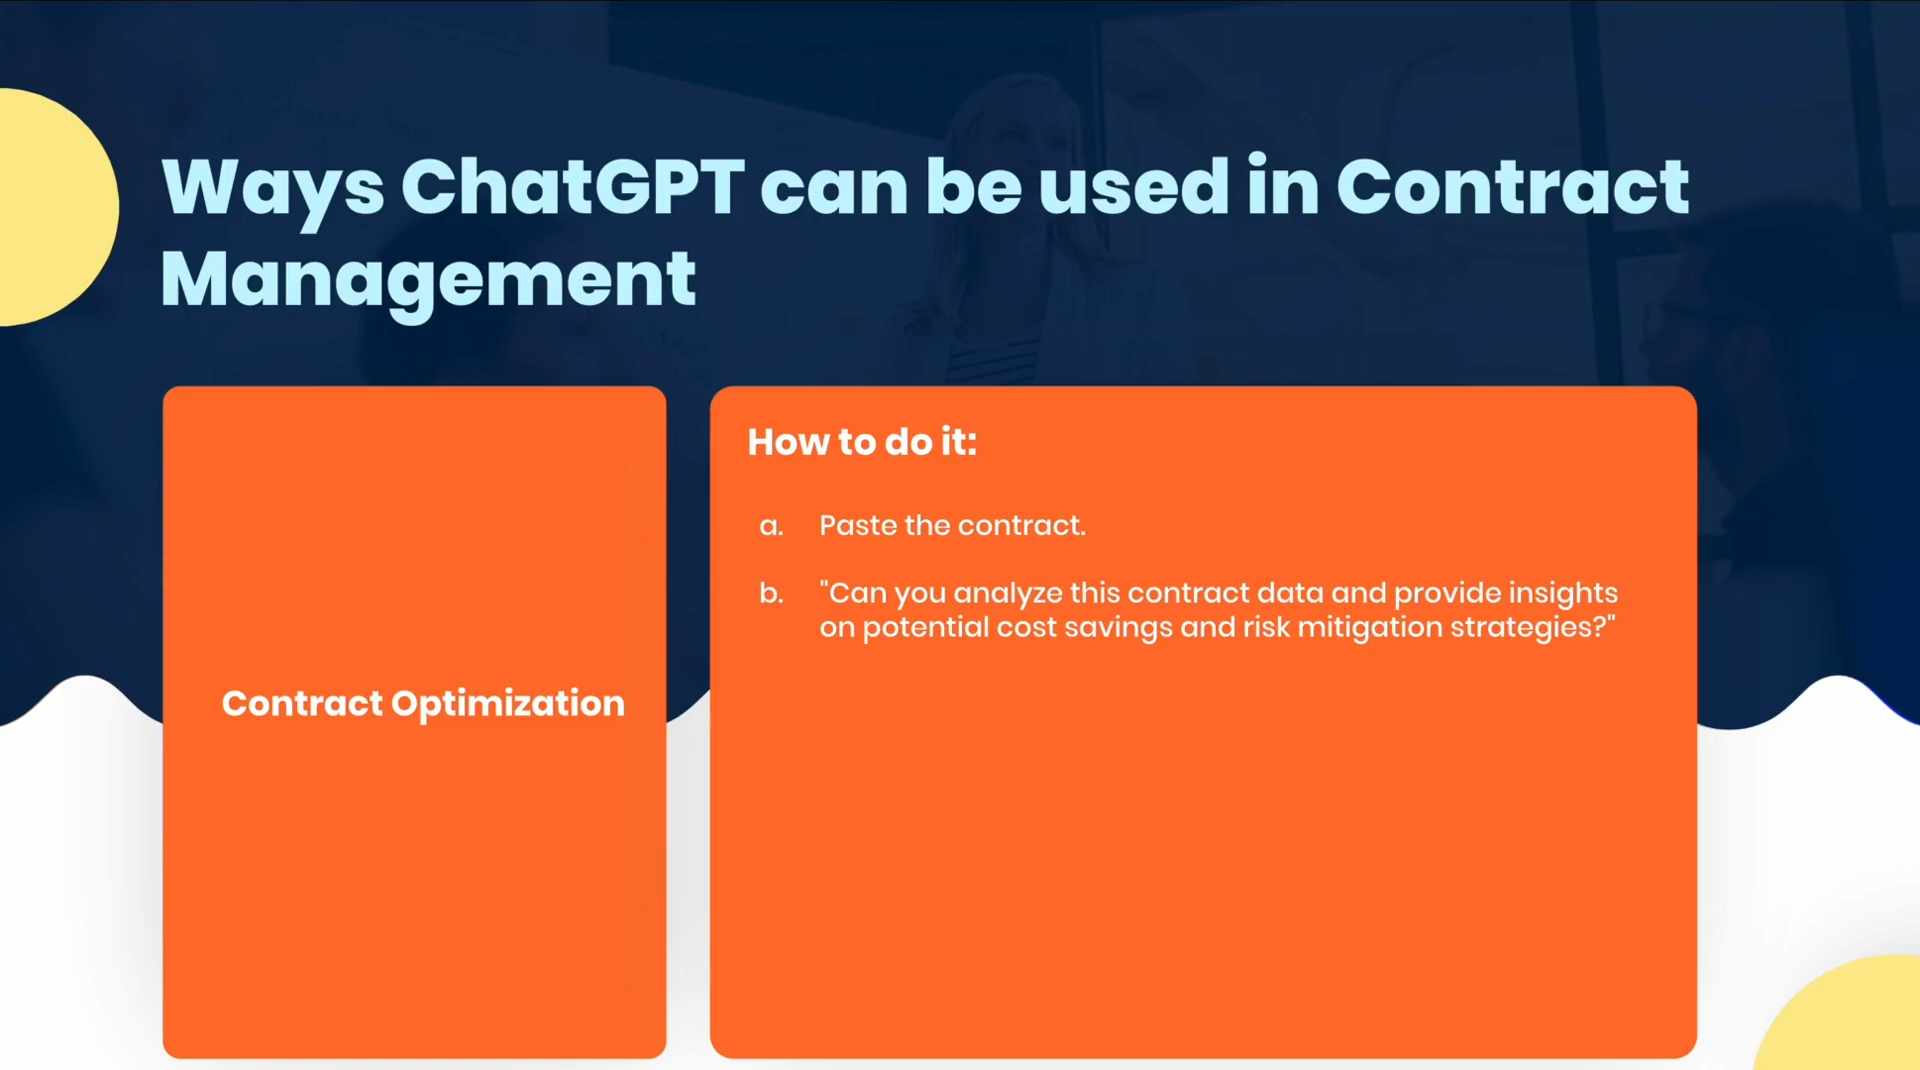 Ways ChatGPT can be used in Contract
Management
Contract Optimization
How to do it:
a. Paste the contract.
b. "Can you analyze this contract data and provide insights
on potential cost savings and risk mitigation strategies?"